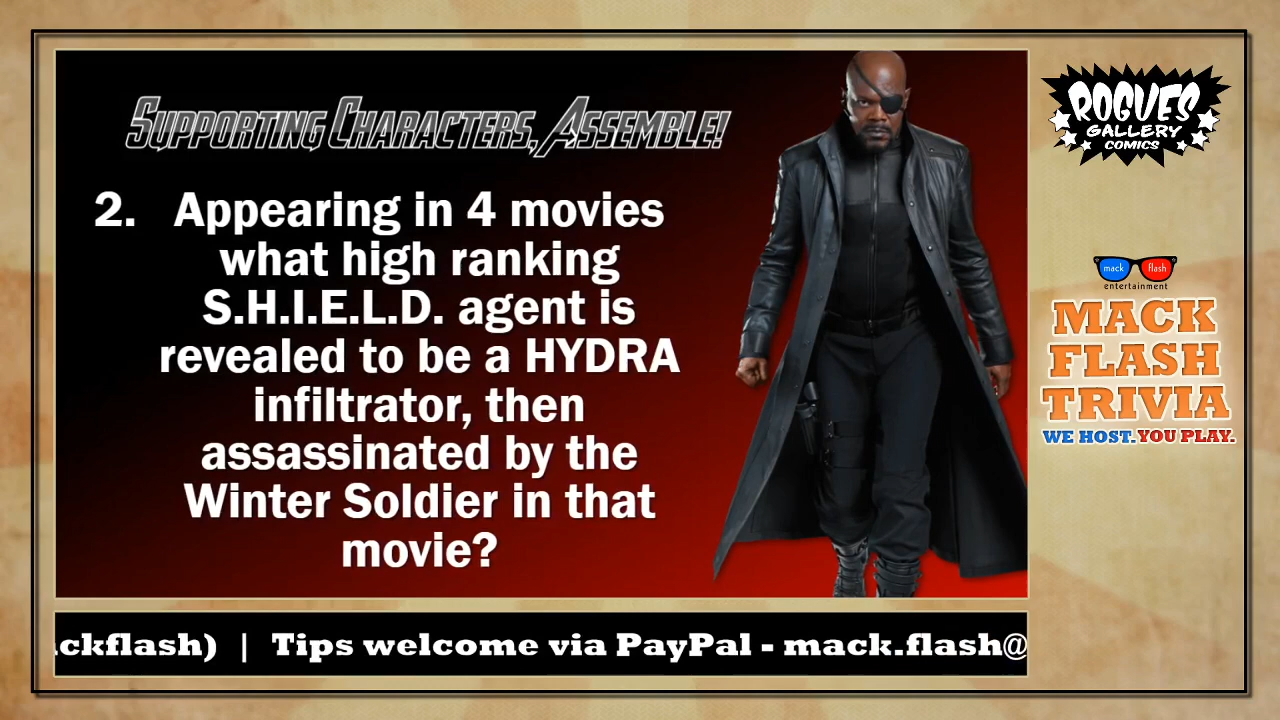 Supporting Characters, Assemble!
2. Appearing in 4 movies
what high ranking
S.H.I.E.L.D. agent is
revealed to be a HYDRA
infiltrator, then
assassinated by the
Winter Soldier in that
movie?
ROGUES
GALLERY
COMICS
mack flash
entertainment
MACK
FLASH
TRIVIA
WE HOST. YOU PLAY.
ckflash) | Tips welcome via PayPal - mack.flash@